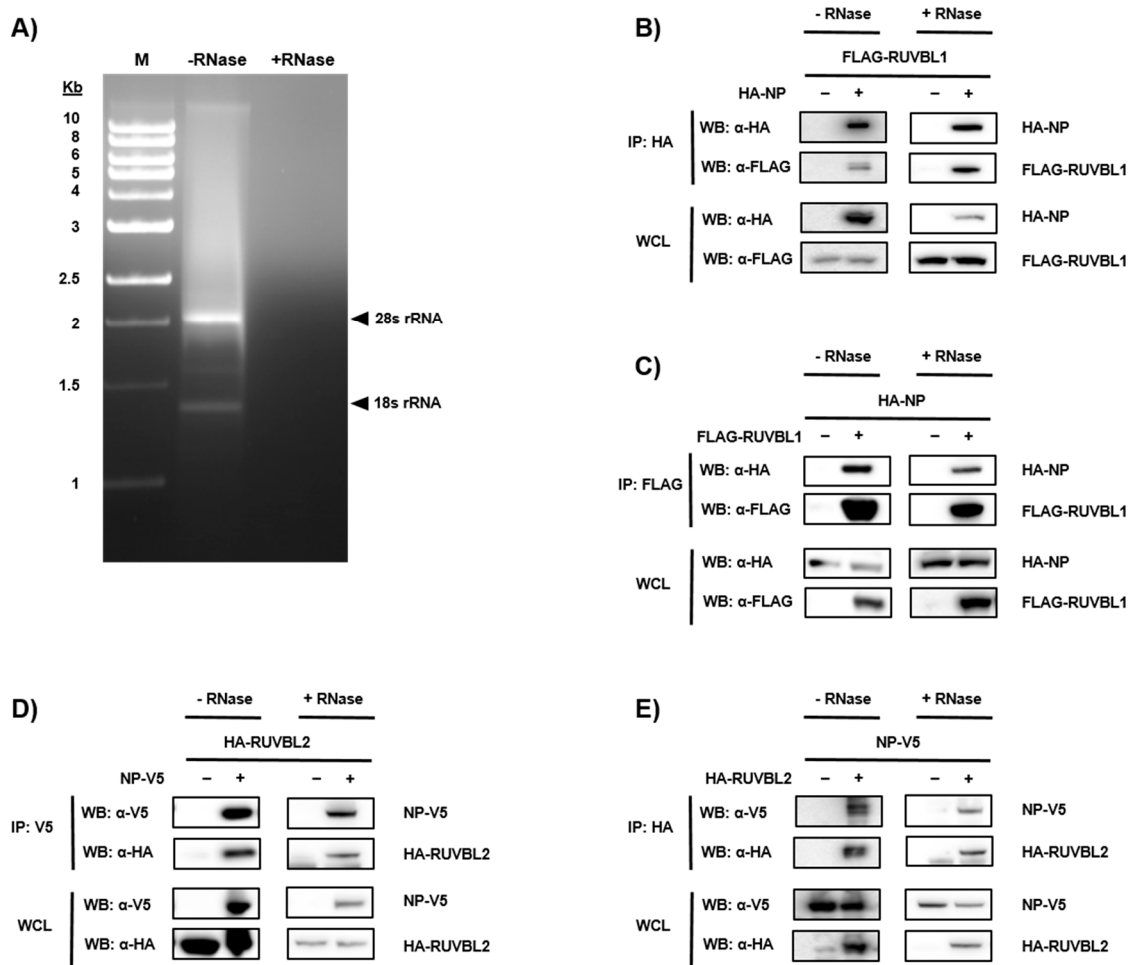 A)
M -RNase +RNase
Kb
10
8
6
5
4
3
2.5
2
1.5
1
28s rRNA
18s rRNA
B)
- RNase + RNase
FLAG-RUVBL1
HA-NP − + − +
IP: HA
WB: α-HA HA-NP
WB: α-FLAG FLAG-RUVBL1
WCL
WB: α-HA HA-NP
WB: α-FLAG FLAG-RUVBL1
C)
- RNase + RNase
HA-NP
FLAG-RUVBL1 − + − +
IP: FLAG
WB: α-HA HA-NP
WB: α-FLAG FLAG-RUVBL1
WCL
WB: α-HA HA-NP
WB: α-FLAG FLAG-RUVBL1
D)
- RNase + RNase
HA-RUVBL2
NP-V5 − + − +
IP: V5
WB: α-V5 NP-V5
WB: α-HA HA-RUVBL2
WCL
WB: α-V5 NP-V5
WB: α-HA HA-RUVBL2
E)
- RNase + RNase
NP-V5
HA-RUVBL2 − + − +
IP: HA
WB: α-V5 NP-V5
WB: α-HA HA-RUVBL2
WCL
WB: α-V5 NP-V5
WB: α-HA HA-RUVBL2